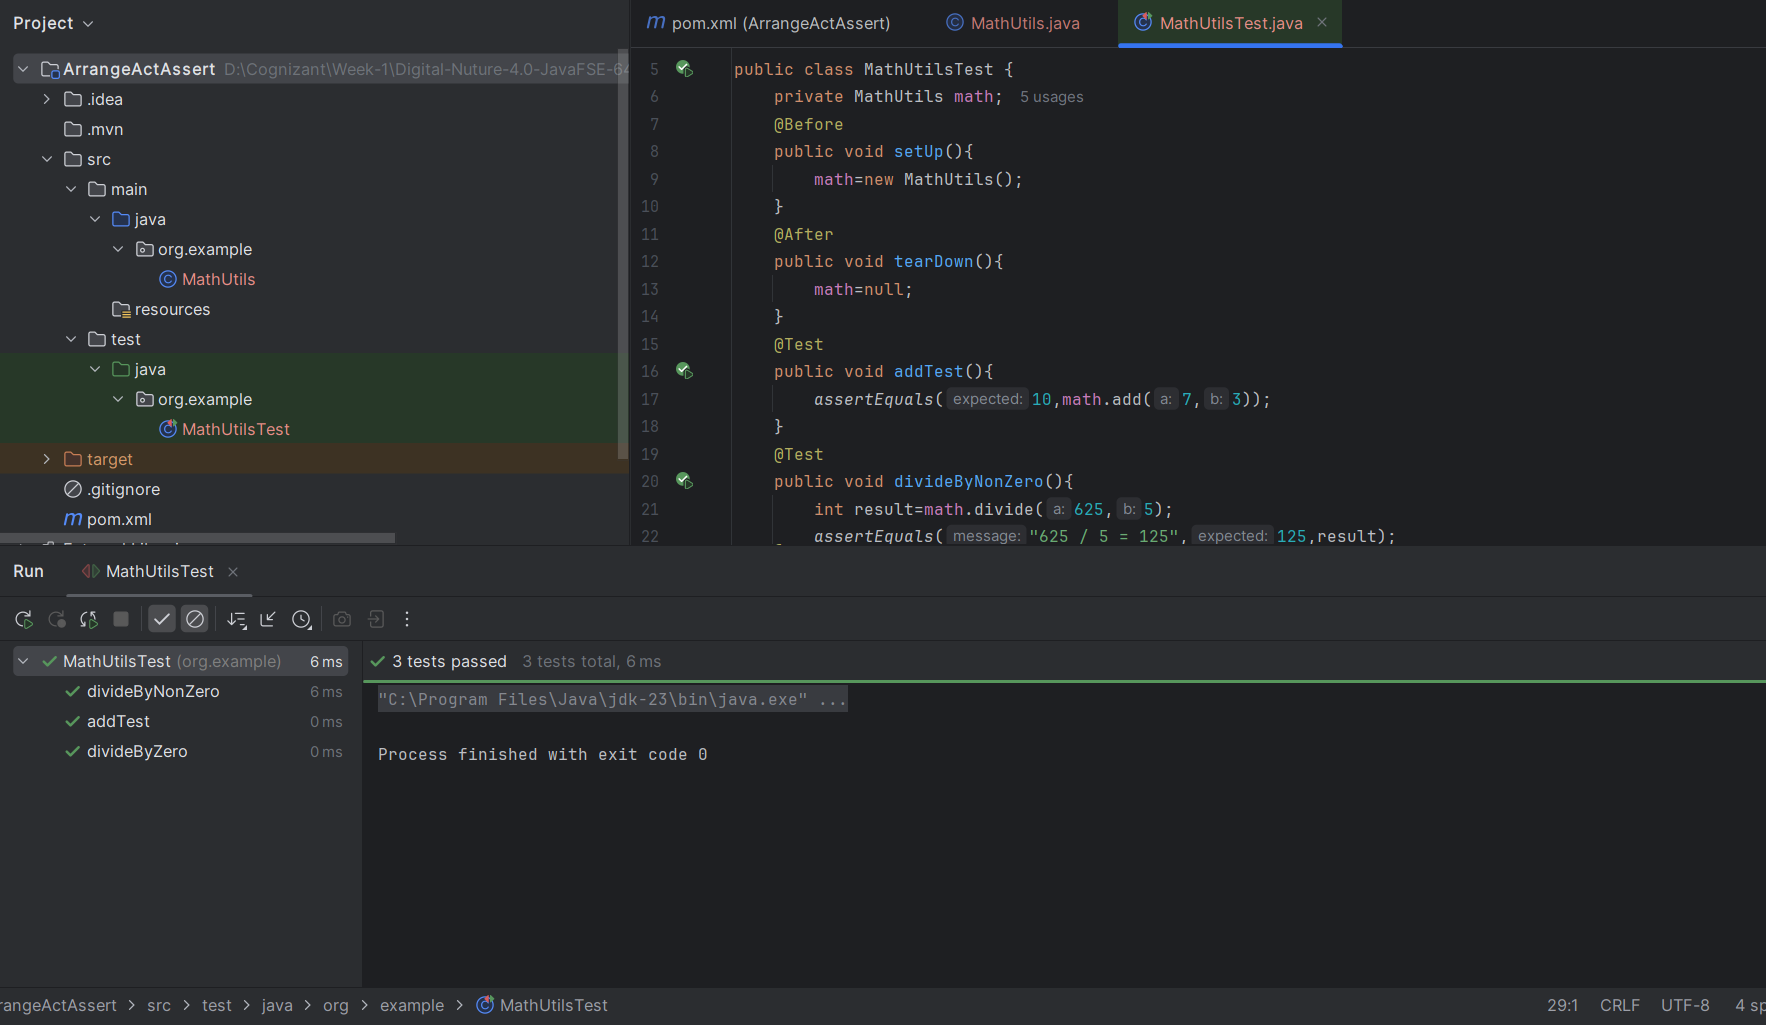 Project
ArrangeActAssert D:\Cognizant\Week-1\Digital-Nuture-4.0-JavaFSE-64
.idea
.mvn
src
main
java
org.example
MathUtils
resources
test
java
org.example
MathUtilsTest
target
.gitignore
pom.xml
pom.xml (ArrangeActAssert) MathUtils.java MathUtilsTest.java
5 public class MathUtilsTest {
6 private MathUtils math; 5 usages
7 @Before
8 public void setUp(){
9 math=new MathUtils();
10 }
11 @After
12 public void tearDown(){
13 math=null;
14 }
15 @Test
16 public void addTest(){
17 assertEquals( expected: 10,math.add( a: 7, b: 3));
18 }
19 @Test
20 public void divideByNonZero(){
21 int result=math.divide( a: 625, b: 5);
22 assertEquals( message: "625 / 5 = 125", expected: 125,result);
Run MathUtilsTest
MathUtilsTest (org.example) 6 ms
divideByNonZero 6 ms
addTest 0 ms
divideByZero 0 ms
3 tests passed 3 tests total, 6 ms
"C:\Program Files\Java\jdk-23\bin\java.exe" ...
Process finished with exit code 0
rangeActAssert > src > test > java > org > example > MathUtilsTest
29:1 CRLF UTF-8 4 sp